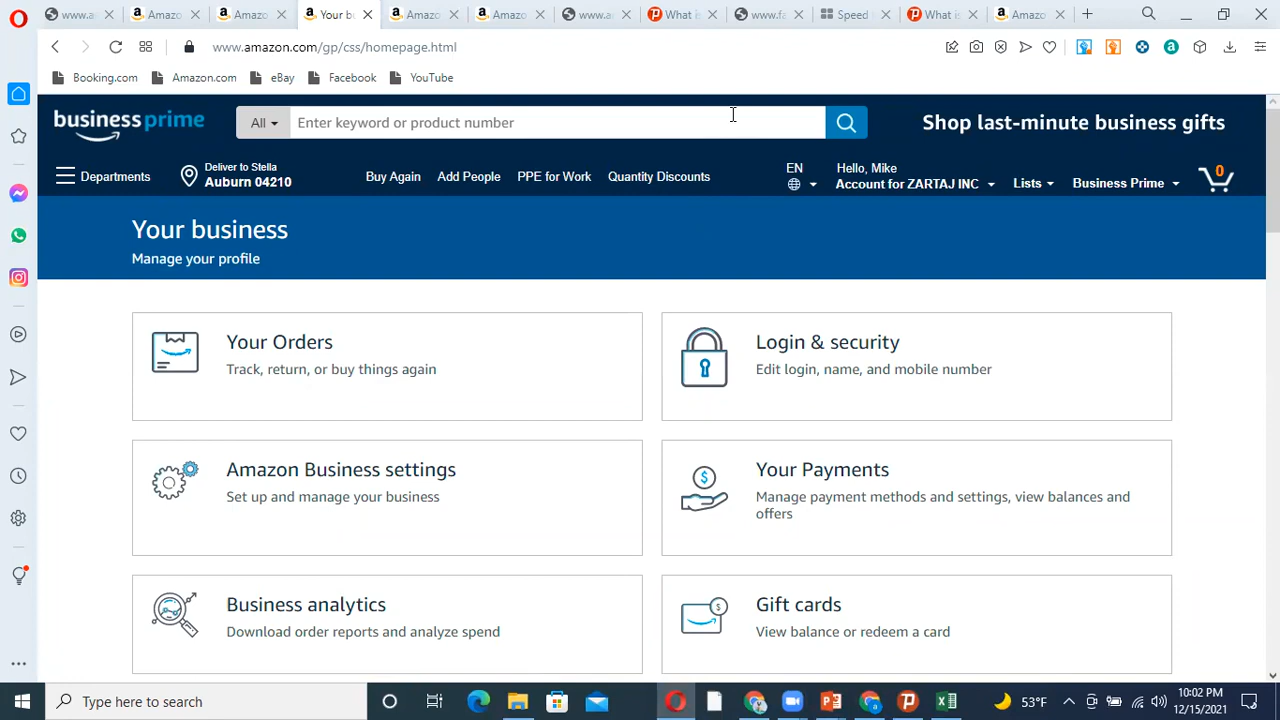 www.a
Amazo
Amazo
Your bu
Amazo
Amazo
www.a
What is
www.fa
Speed
What is
Amazo
www.amazon.com/gp/css/homepage.html
Booking.com
Amazon.com
eBay
Facebook
YouTube
business prime
All
Enter keyword or product number
Shop last-minute business gifts
Departments
Deliver to Stella
Auburn 04210
Buy Again
Add People
PPE for Work
Quantity Discounts
EN
Hello, Mike
Account for ZARTAJ INC
Lists
Business Prime
0
Your business
Manage your profile
Your Orders
Track, return, or buy things again
Login & security
Edit login, name, and mobile number
Amazon Business settings
Set up and manage your business
Your Payments
Manage payment methods and settings, view balances and
offers
Business analytics
Download order reports and analyze spend
Gift cards
View balance or redeem a card
Type here to search
53°F
10:02 PM
12/15/2021